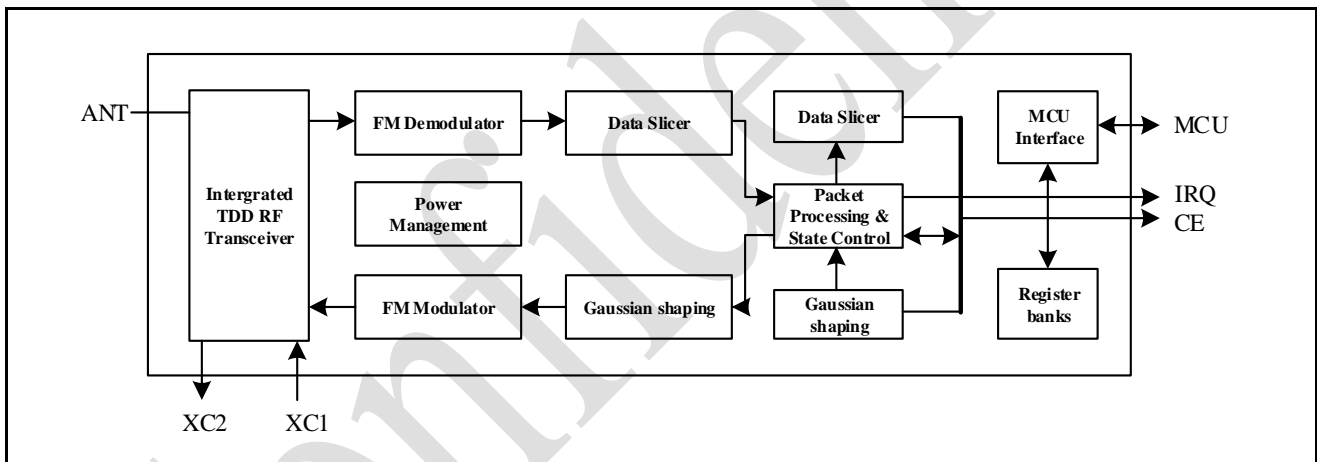 ANT
Intergrated
TDD RF
Transceiver
FM Demodulator
Data Slicer
Power
Management
FM Modulator
Gaussian shaping
Data Slicer
Packet
Processing &
State Control
Gaussian
shaping
MCU
Interface
Register
banks
MCU
IRQ
CE
XC2
XC1
onfiden